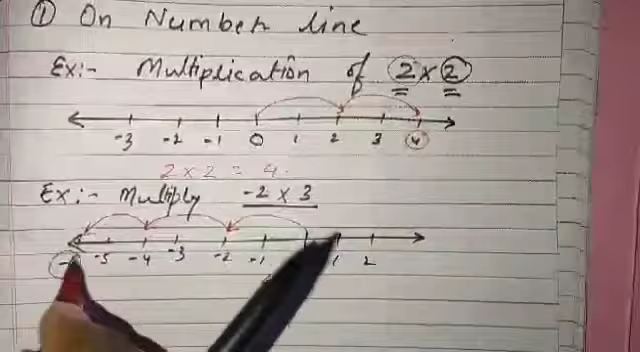 ① On Number line
Ex:- Multiplication of 2 x 2
-3 -2 -1 0 1 2 3 4
2 x 2 = 4.
Ex:- Multiply -2 x 3
-5 -4 -3 -2 -1 1 2